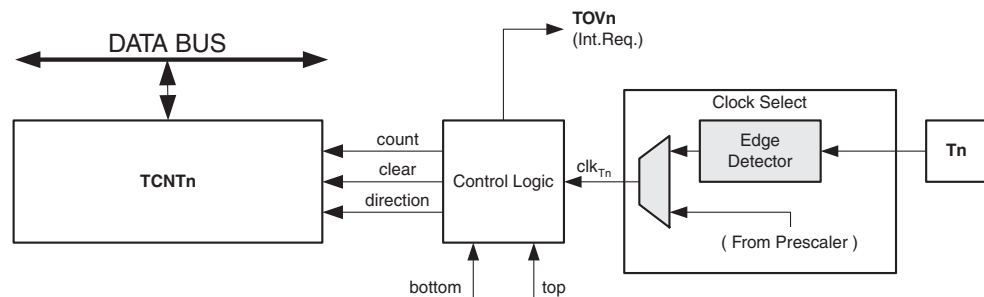 TOVn
(Int.Req.)
DATA BUS
Clock Select
count
Edge
Detector
Tn
TCNTn
clear
Control Logic
clkTn
direction
( From Prescaler )
bottom
top